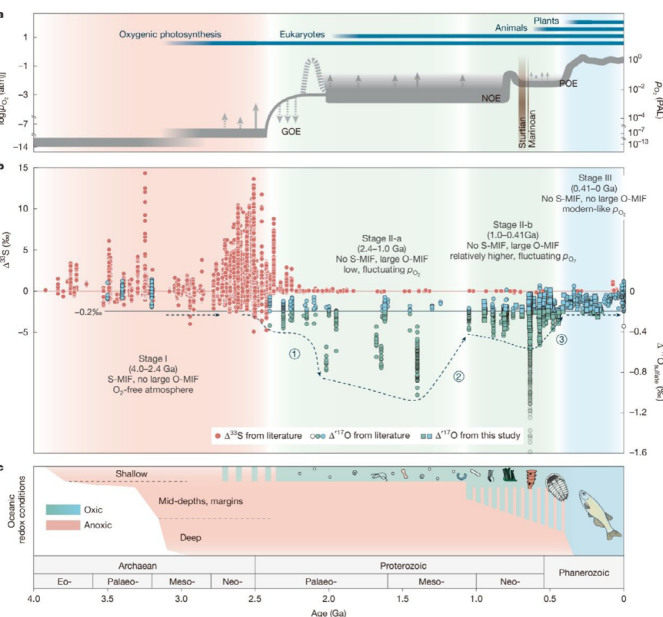 a
Plants
Animals
Eukaryotes
Oxygenic photosynthesis
1
−1
−3
−7
−14
log[pO₂ (atm)]
10⁰
10⁻²
10⁻⁴
10⁻⁷
10⁻¹³
pO₂ (PAL)
GOE
NOE
POE
Sturtian
Marinoan
b
15
10
5
0
−5
Δ³³S (‰)
−0.2‰
Stage I
(4.0–2.4 Ga)
S-MIF, no large O-MIF
O₂-free atmosphere
Stage II-a
(2.4–1.0 Ga)
No S-MIF, large O-MIF
low, fluctuating pO₂
Stage II-b
(1.0–0.41Ga)
No S-MIF, large O-MIF
relatively higher, fluctuating pO₂
Stage III
(0.41–0 Ga)
No S-MIF, no large O-MIF
modern-like pO₂
1
2
3
0
−0.4
−0.8
−1.2
−1.6
Δ′¹⁷Osulfate (‰)
Δ³³S from literature
Δ′¹⁷O from literature
Δ′¹⁷O from this study
c
Oceanic
redox conditions
Shallow
Mid-depths, margins
Deep
Oxic
Anoxic
Archaean
Proterozoic
Phanerozoic
Eo-
Palaeo-
Meso-
Neo-
Palaeo-
Meso-
Neo-
4.0
3.5
3.0
2.5
2.0
1.5
1.0
0.5
0
Age (Ga)